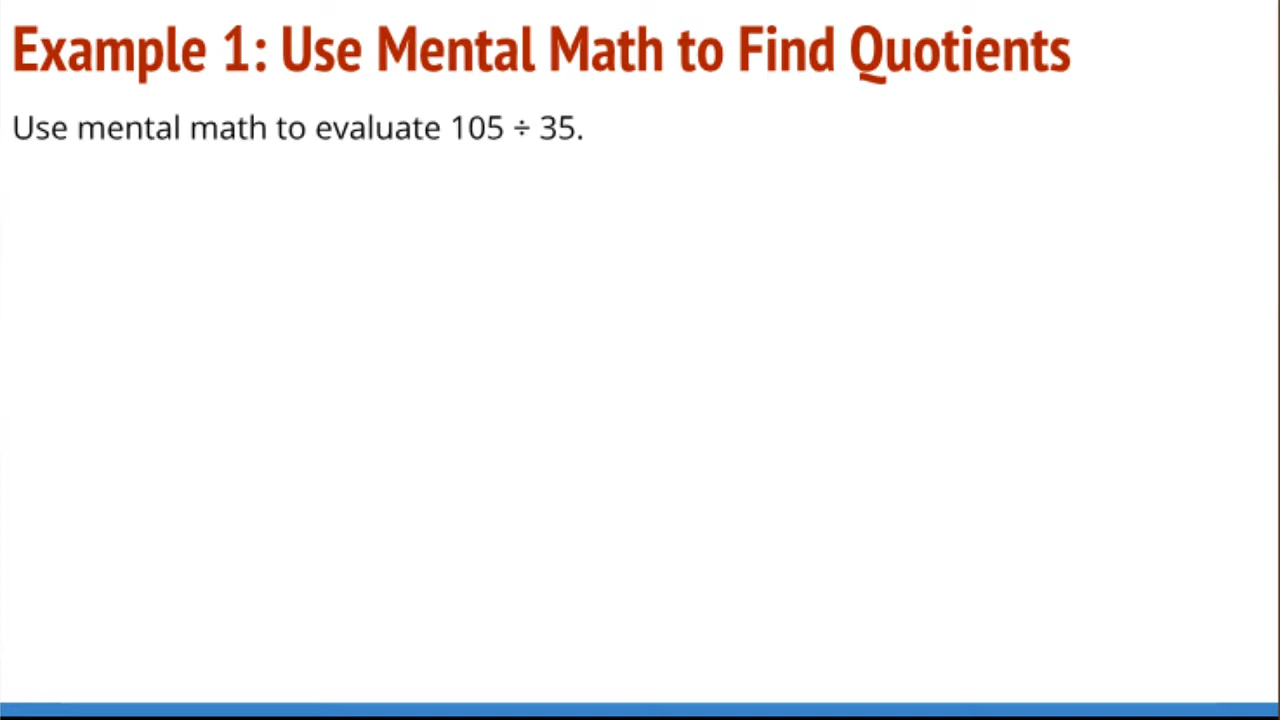 Example 1: Use Mental Math to Find Quotients
Use mental math to evaluate 105 ÷ 35.